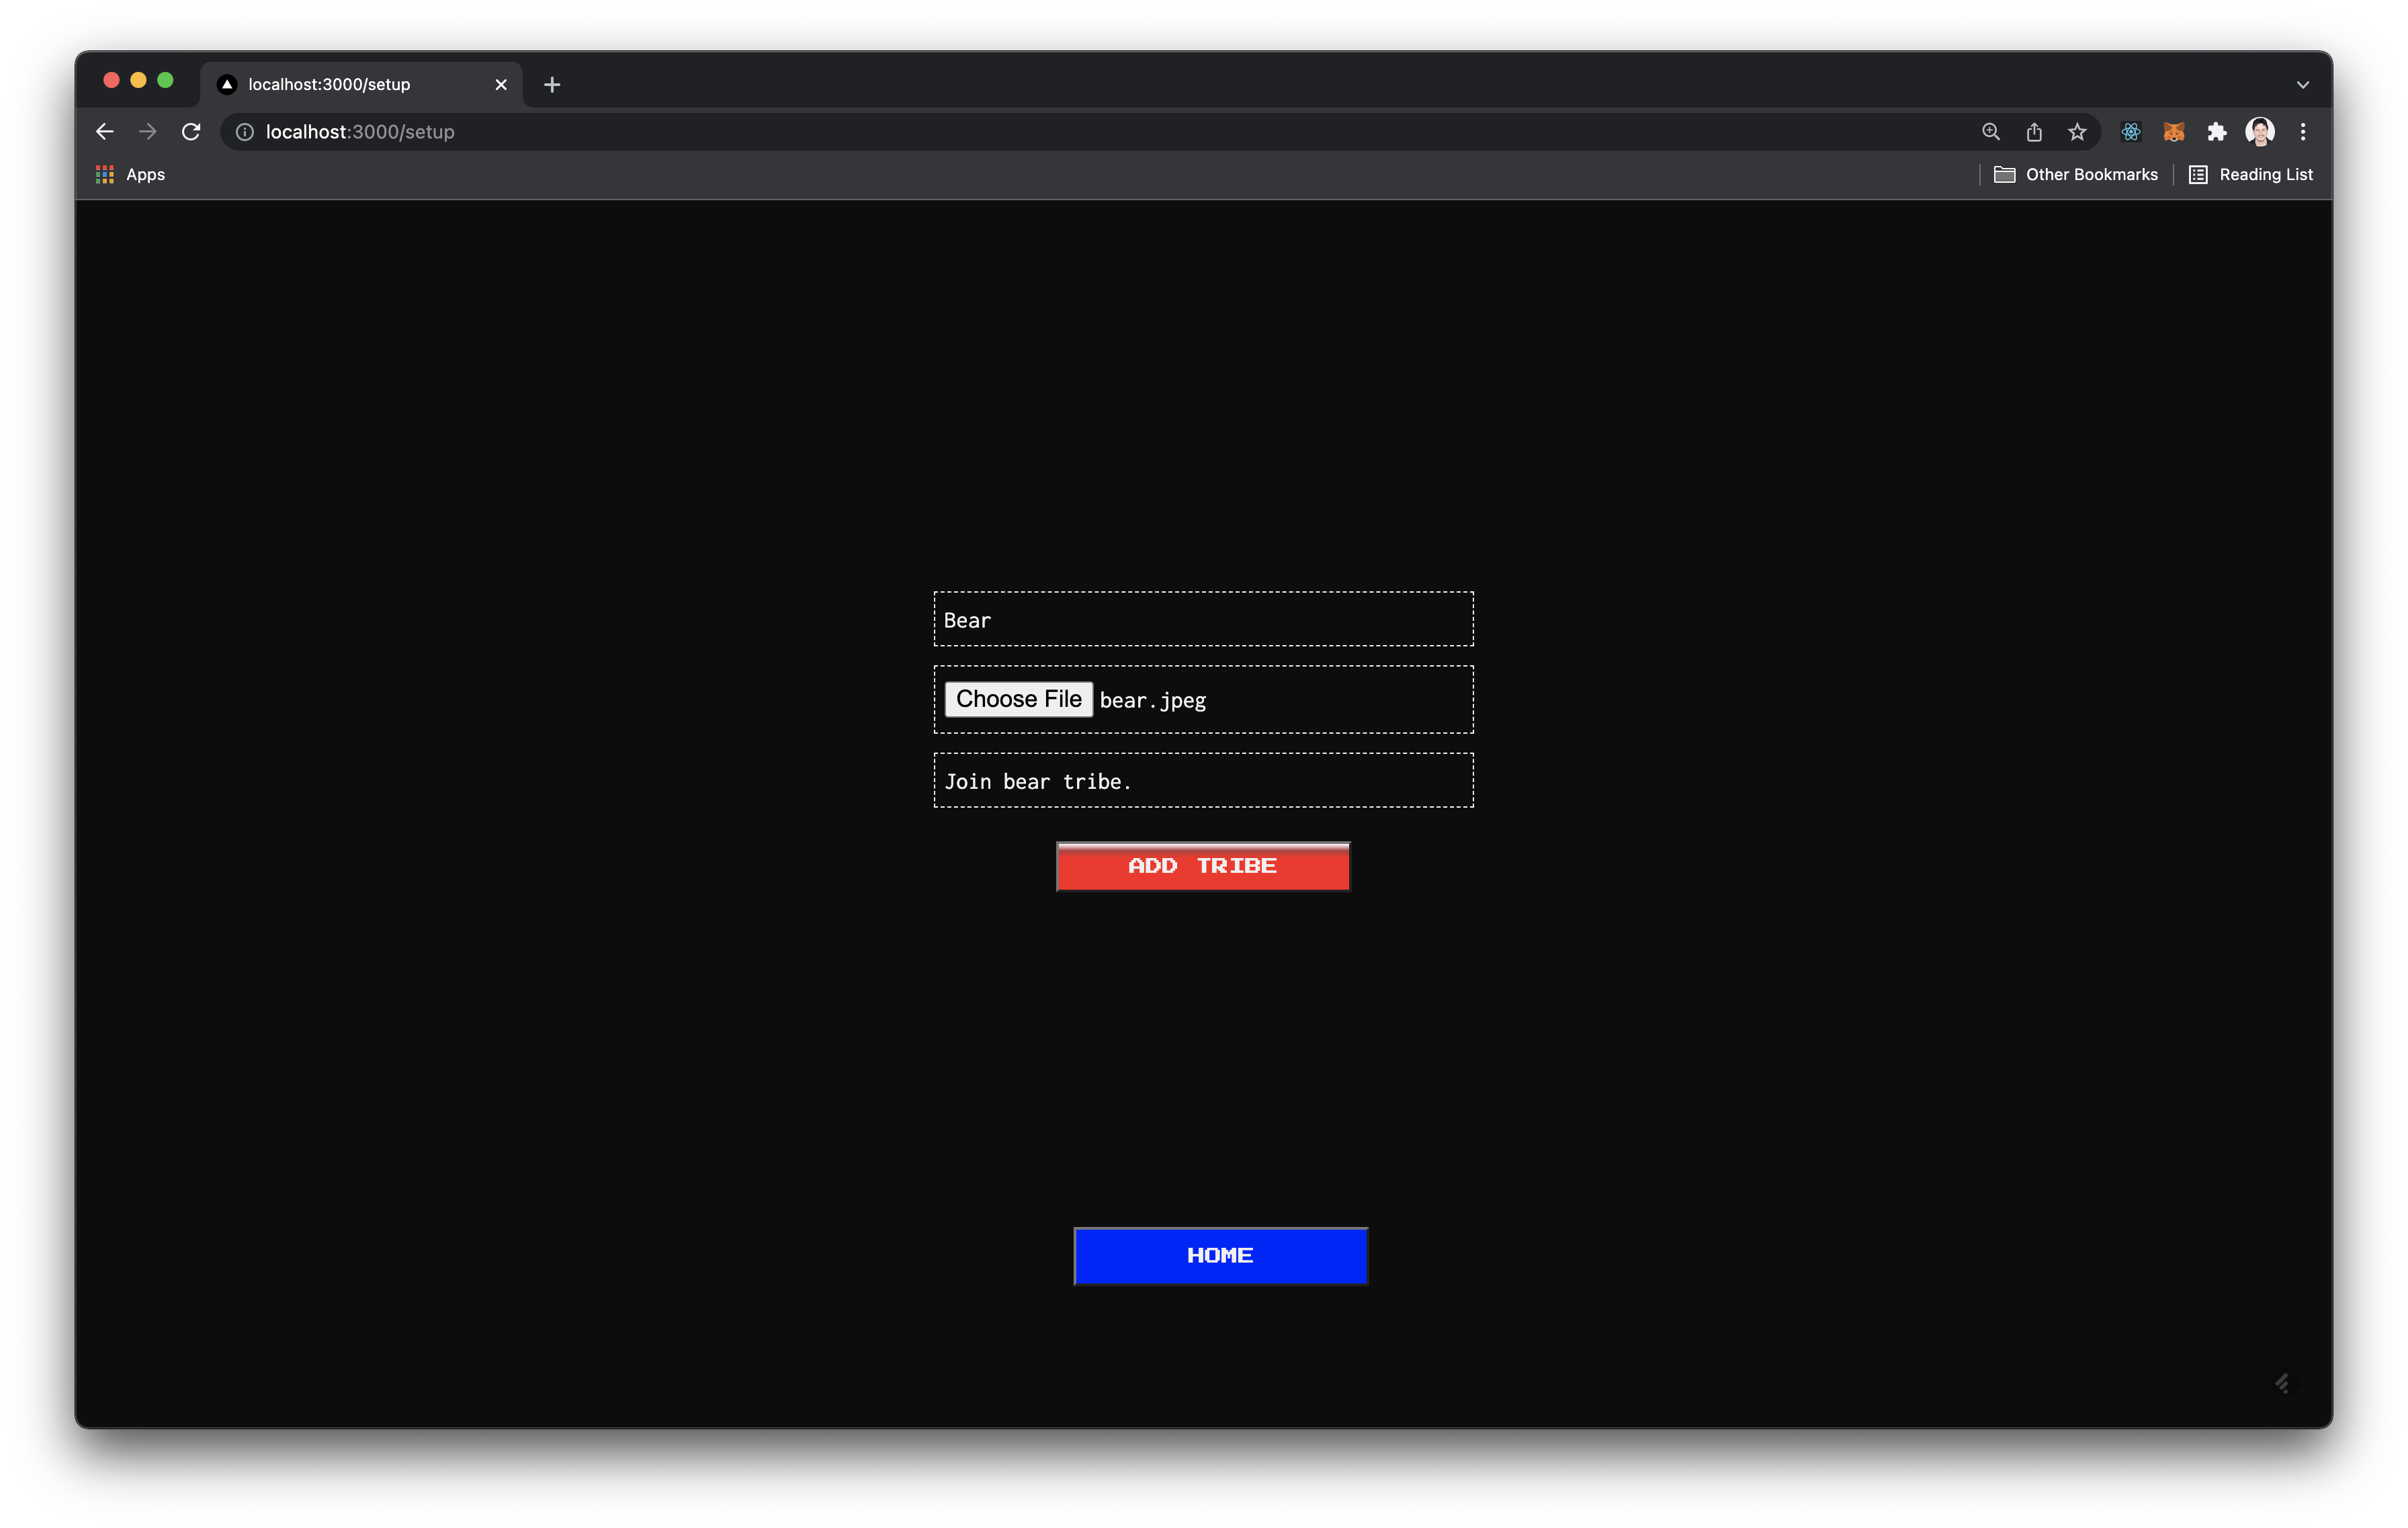 localhost:3000/setup
localhost:3000/setup
Apps
Other Bookmarks
Reading List
Bear
Choose File bear.jpeg
Join bear tribe.
ADD TRIBE
HOME